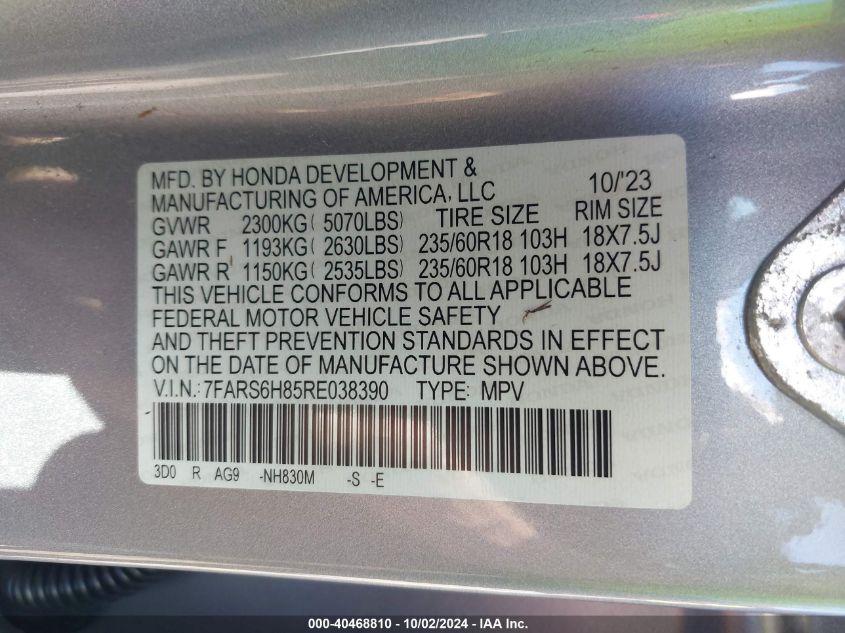 MFD. BY HONDA DEVELOPMENT &
MANUFACTURING OF AMERICA, LLC 10/'23
GVWR 2300KG( 5070LBS) TIRE SIZE RIM SIZE
GAWR F 1193KG( 2630LBS) 235/60R18 103H 18X7.5J
GAWR R 1150KG( 2535LBS) 235/60R18 103H 18X7.5J
THIS VEHICLE CONFORMS TO ALL APPLICABLE
FEDERAL MOTOR VEHICLE SAFETY
AND THEFT PREVENTION STANDARDS IN EFFECT
ON THE DATE OF MANUFACTURE SHOWN ABOVE.
V.I.N.:7FARS6H85RE038390 TYPE: MPV
3D0 R AG9 -NH830M -S -E
000-40468810 - 10/02/2024 - IAA Inc.